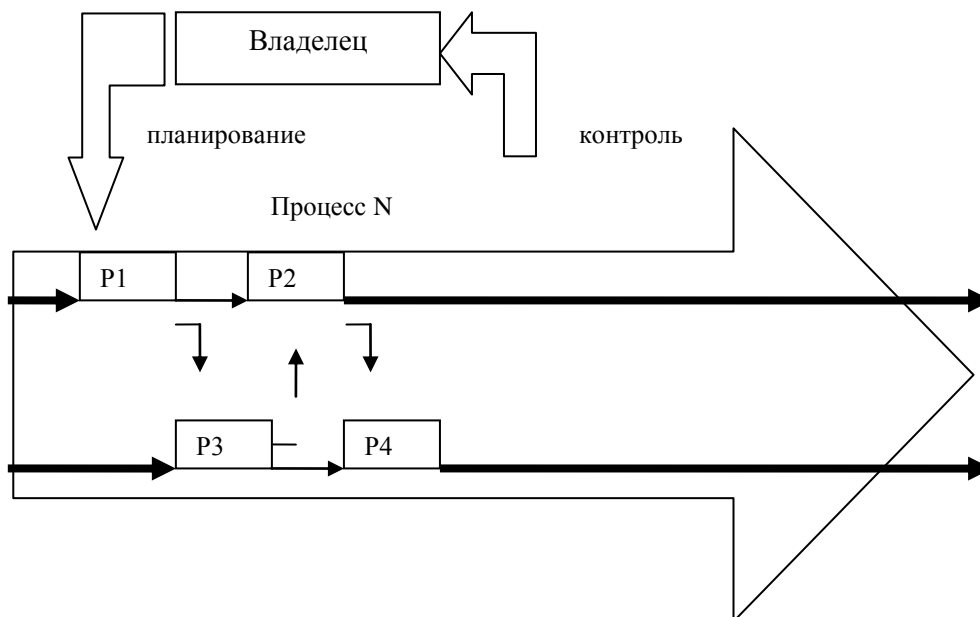 Владелец
планирование
контроль
Процесс N
P1
P2
P3
P4